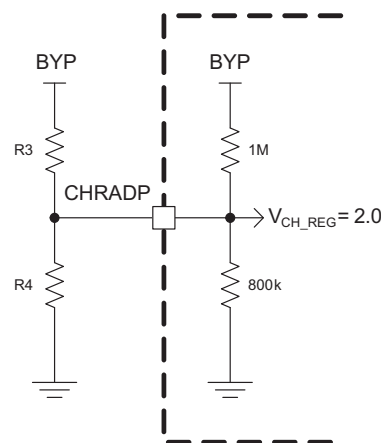 BYP
BYP
R3
1M
CHRADP
V_CH_REG = 2.0
R4
800k